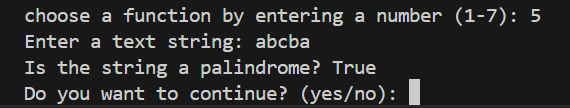 choose a function by entering a number (1-7): 5
Enter a text string: abcba
Is the string a palindrome? True
Do you want to continue? (yes/no):